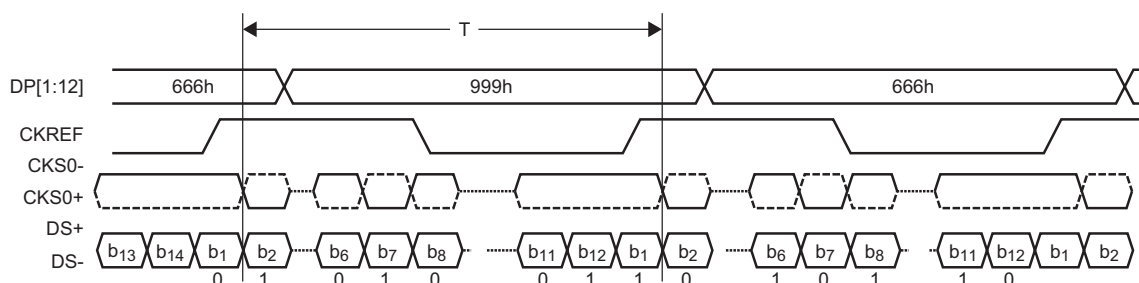 T
DP[1:12] 666h 999h 666h
CKREF
CKS0-
CKS0+
DS+
DS-
b13 b14 b1 b2 b6 b7 b8 b11 b12 b1 b2 b6 b7 b8 b11 b12 b1 b2
0 1 0 1 0 0 1 1 0 1 0 1 1 0